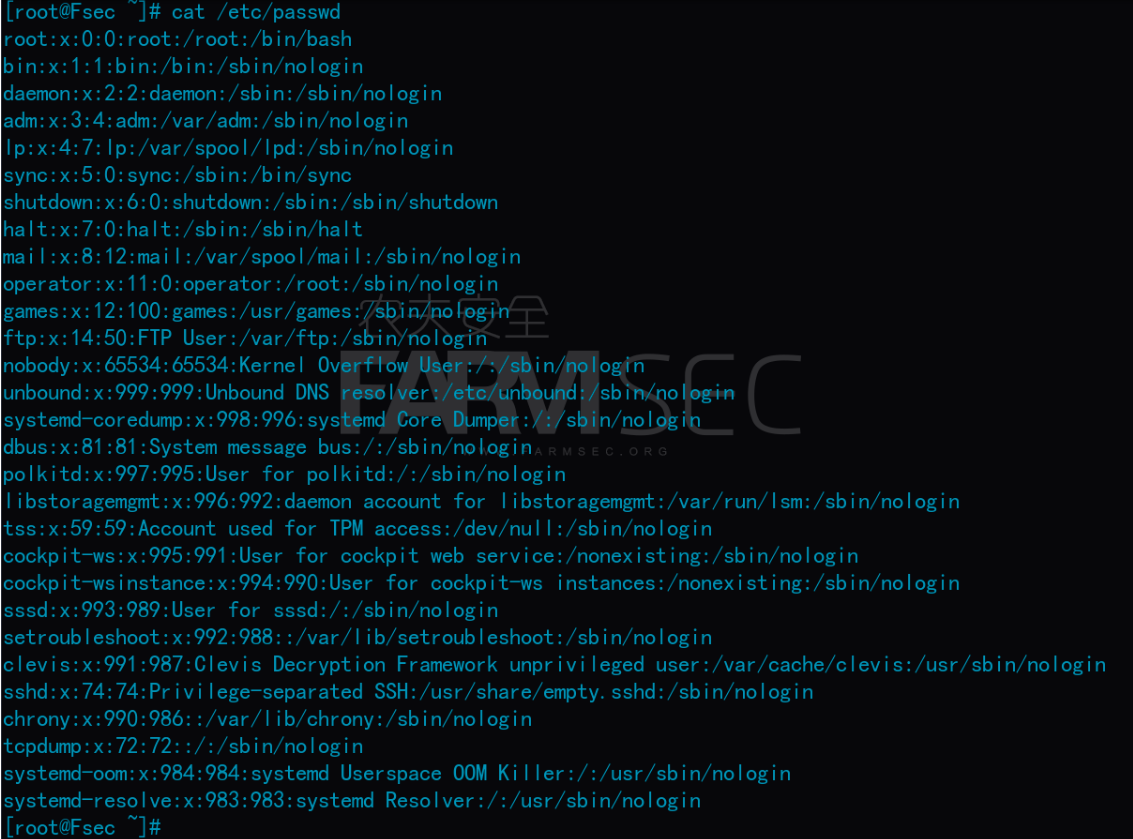 [root@Fsec ~]# cat /etc/passwd
root:x:0:0:root:/root:/bin/bash
bin:x:1:1:bin:/bin:/sbin/nologin
daemon:x:2:2:daemon:/sbin:/sbin/nologin
adm:x:3:4:adm:/var/adm:/sbin/nologin
lp:x:4:7:lp:/var/spool/lpd:/sbin/nologin
sync:x:5:0:sync:/sbin:/bin/sync
shutdown:x:6:0:shutdown:/sbin:/sbin/shutdown
halt:x:7:0:halt:/sbin:/sbin/halt
mail:x:8:12:mail:/var/spool/mail:/sbin/nologin
operator:x:11:0:operator:/root:/sbin/nologin
games:x:12:100:games:/usr/games:/sbin/nologin
农夫安全
ftp:x:14:50:FTP User:/var/ftp:/sbin/nologin
nobody:x:65534:65534:Kernel Overflow User:/:/sbin/nologin
unbound:x:999:999:Unbound DNS resolver:/etc/unbound:/sbin/nologin
FARMSEC
systemd-coredump:x:998:996:systemd Core Dumper:/:/sbin/nologin
dbus:x:81:81:System message bus:/:/sbin/nologin
WWW.FARMSEC.ORG
polkitd:x:997:995:User for polkitd:/:/sbin/nologin
libstoragemgmt:x:996:992:daemon account for libstoragemgmt:/var/run/lsm:/sbin/nologin
tss:x:59:59:Account used for TPM access:/dev/null:/sbin/nologin
cockpit-ws:x:995:991:User for cockpit web service:/nonexisting:/sbin/nologin
cockpit-wsinstance:x:994:990:User for cockpit-ws instances:/nonexisting:/sbin/nologin
sssd:x:993:989:User for sssd:/:/sbin/nologin
setroubleshoot:x:992:988::/var/lib/setroubleshoot:/sbin/nologin
clevis:x:991:987:Clevis Decryption Framework unprivileged user:/var/cache/clevis:/usr/sbin/nologin
sshd:x:74:74:Privilege-separated SSH:/usr/share/empty.sshd:/sbin/nologin
chrony:x:990:986::/var/lib/chrony:/sbin/nologin
tcpdump:x:72:72::/:/sbin/nologin
systemd-oom:x:984:984:systemd Userspace OOM Killer:/:/usr/sbin/nologin
systemd-resolve:x:983:983:systemd Resolver:/:/usr/sbin/nologin
[root@Fsec ~]#